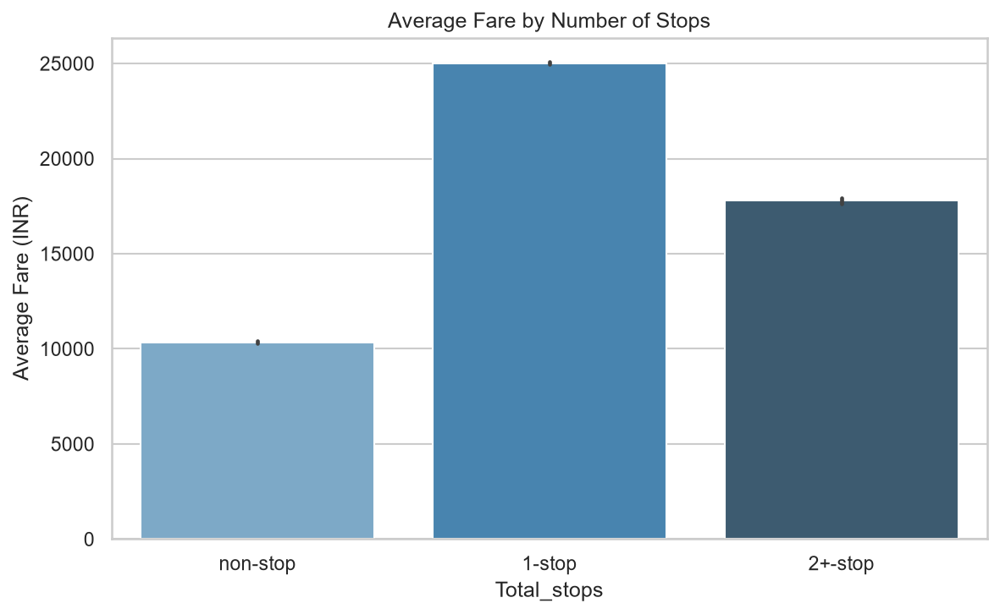 Average Fare by Number of Stops
Average Fare (INR)
25000
20000
15000
10000
5000
0
non-stop 1-stop 2+-stop
Total_stops